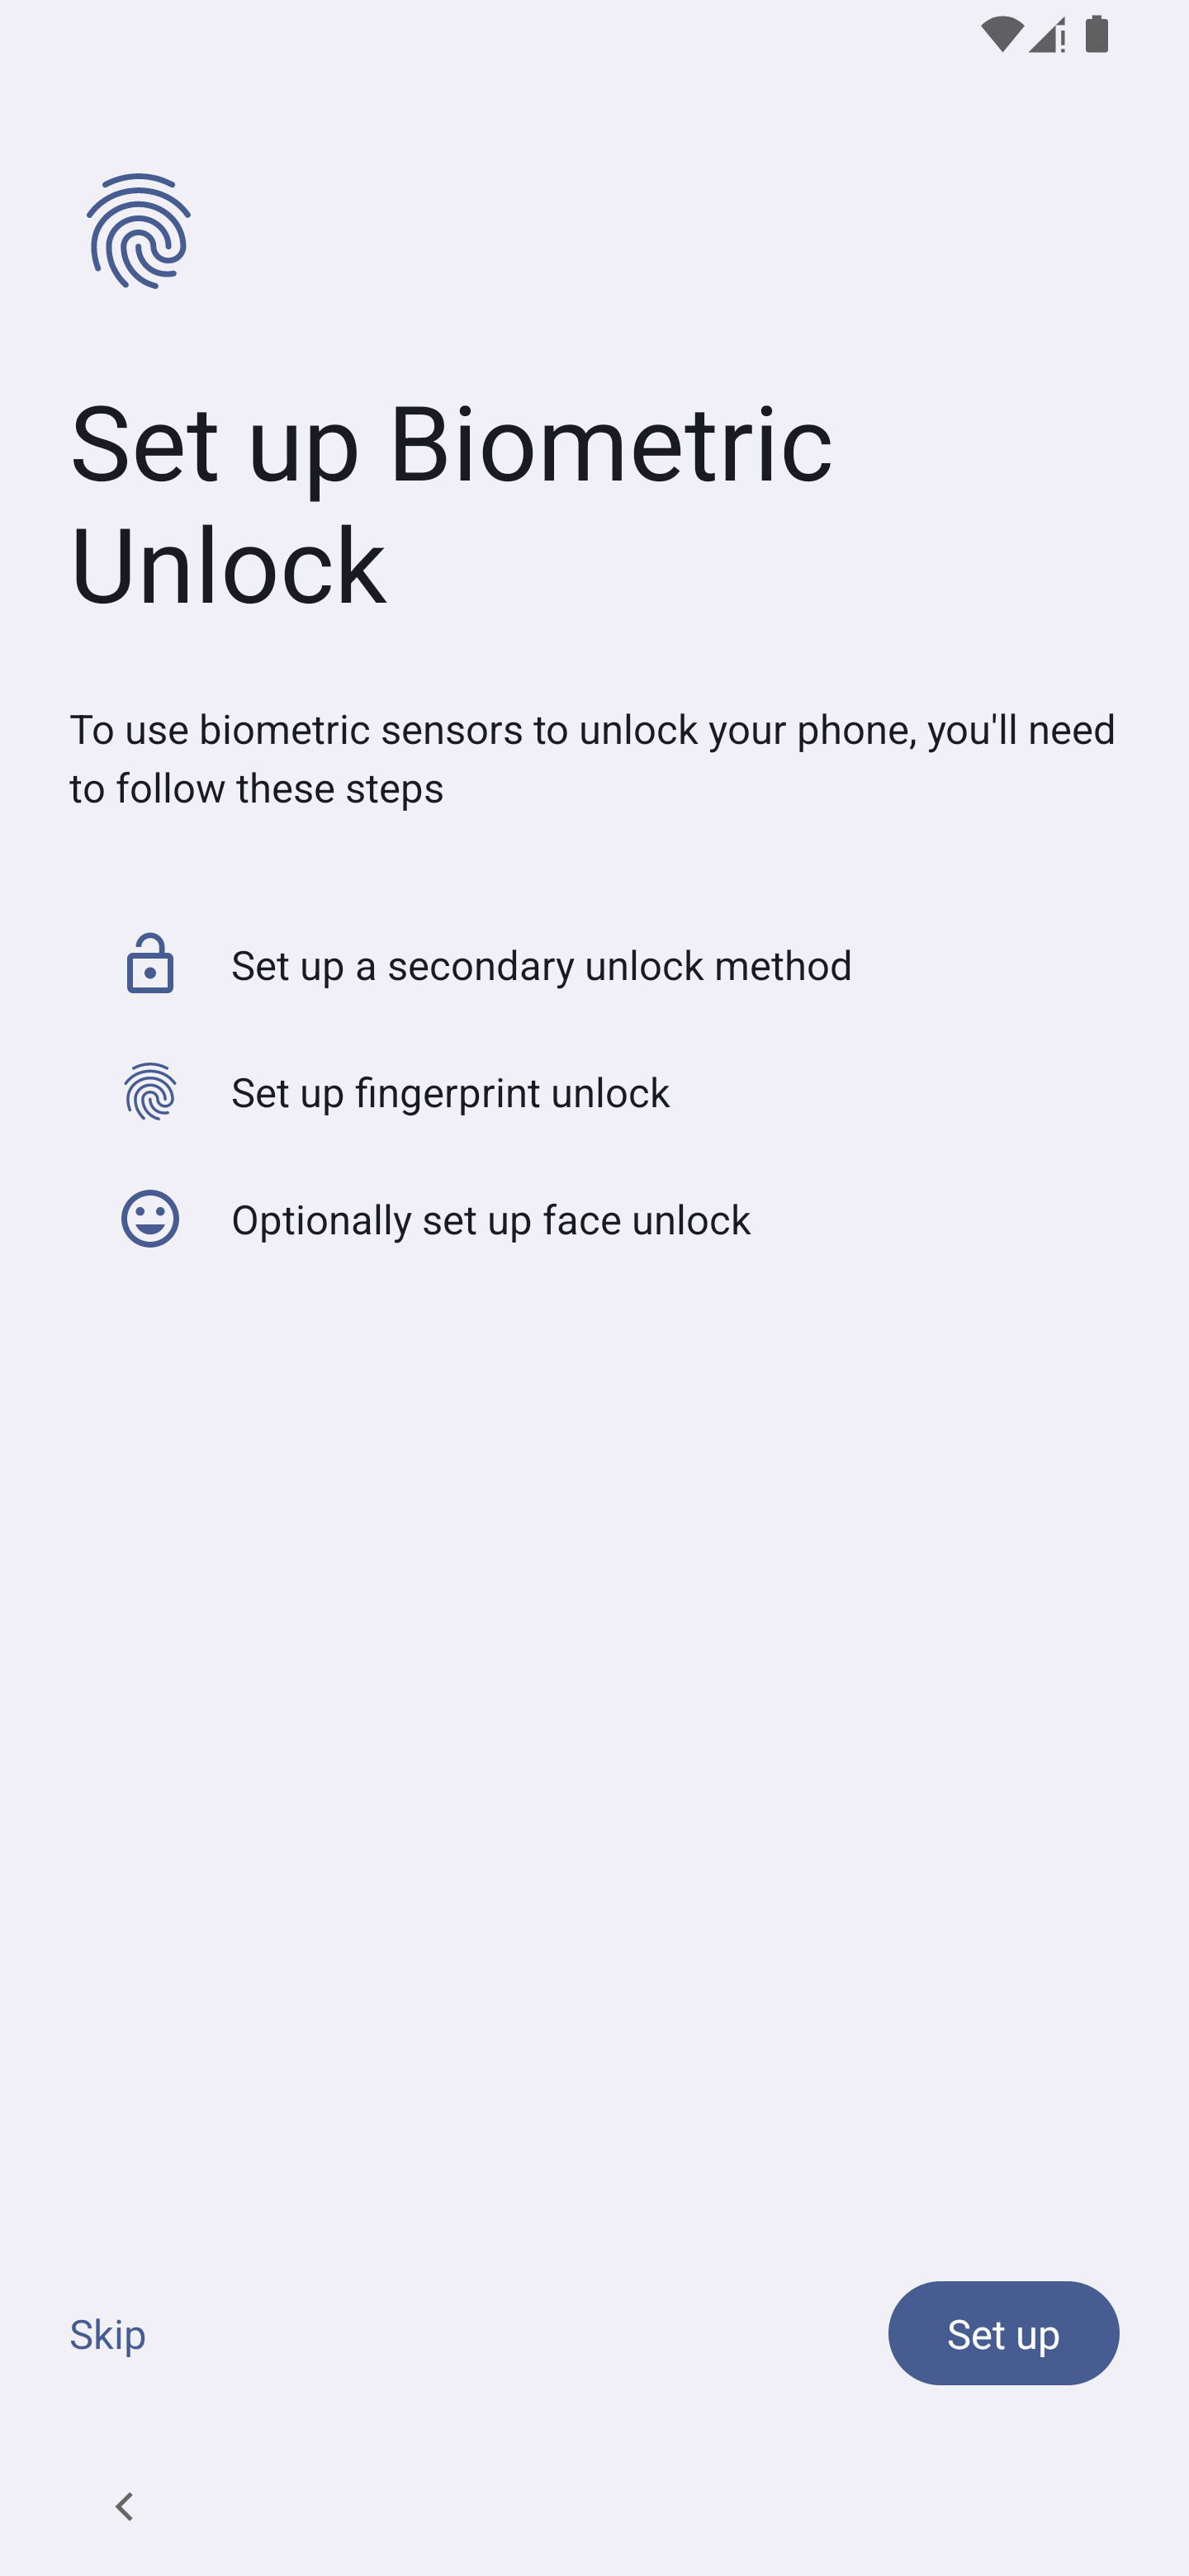 Set up Biometric
Unlock
To use biometric sensors to unlock your phone, you'll need
to follow these steps
Set up a secondary unlock method
Set up fingerprint unlock
Optionally set up face unlock
Skip
Set up